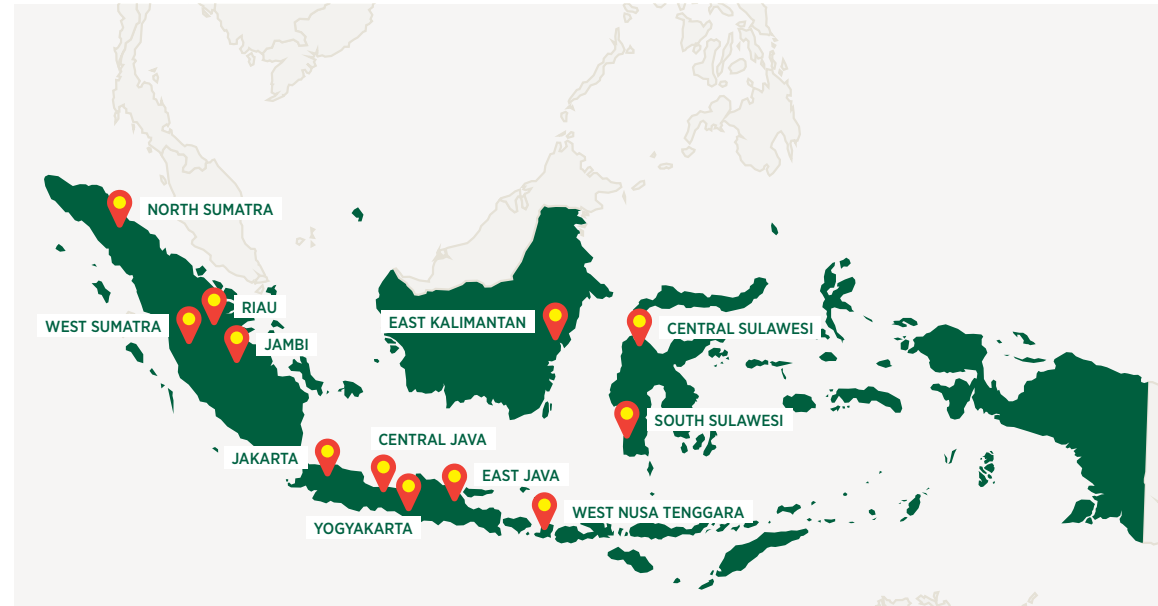 NORTH SUMATRA
RIAU
WEST SUMATRA
JAMBI
EAST KALIMANTAN
CENTRAL SULAWESI
SOUTH SULAWESI
CENTRAL JAVA
JAKARTA
EAST JAVA
WEST NUSA TENGGARA
YOGYAKARTA